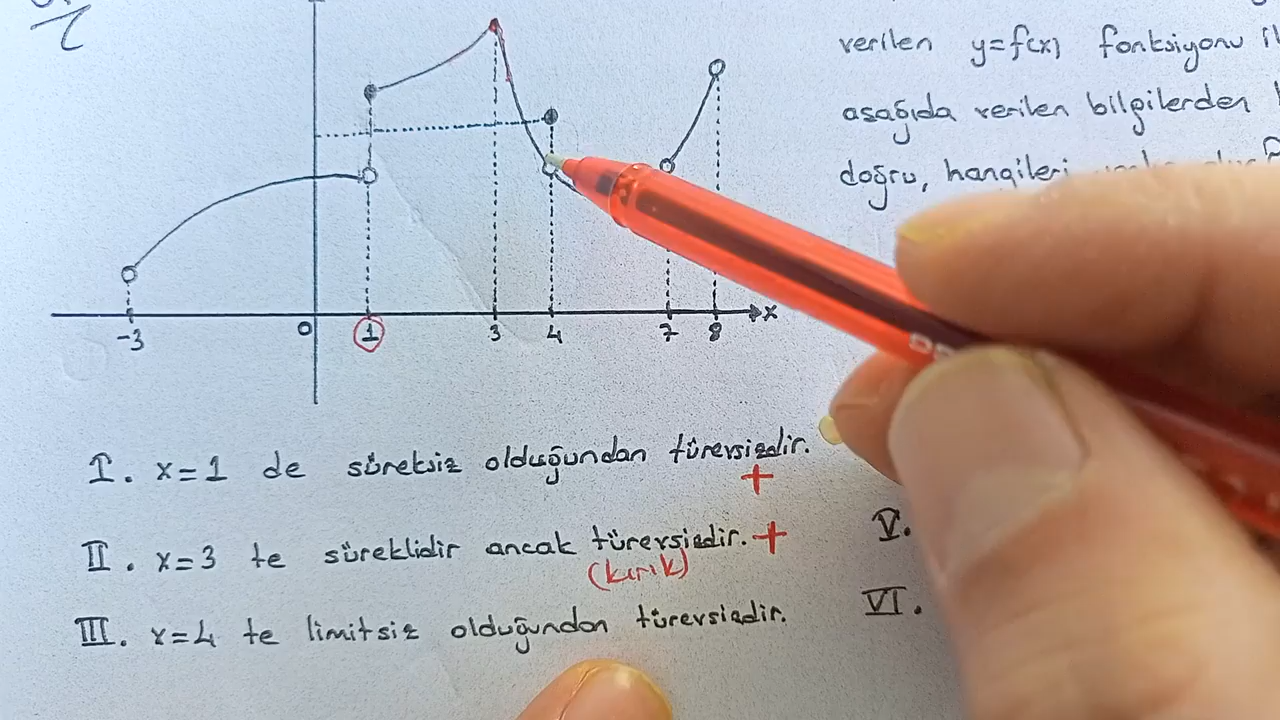 verilen y=f(x) fonksiyonu
aşağıda verilen bilgilerden
doğru, hangileri
x
-3 0 1 3 4 7 8
I. x=1 de süreksiz olduğundan türevsizdir.
+
II. x=3 te süreklidir ancak türevsizdir. +
(kırık)
III. x=4 te limitsiz olduğundan türevsizdir.
V.
VI.